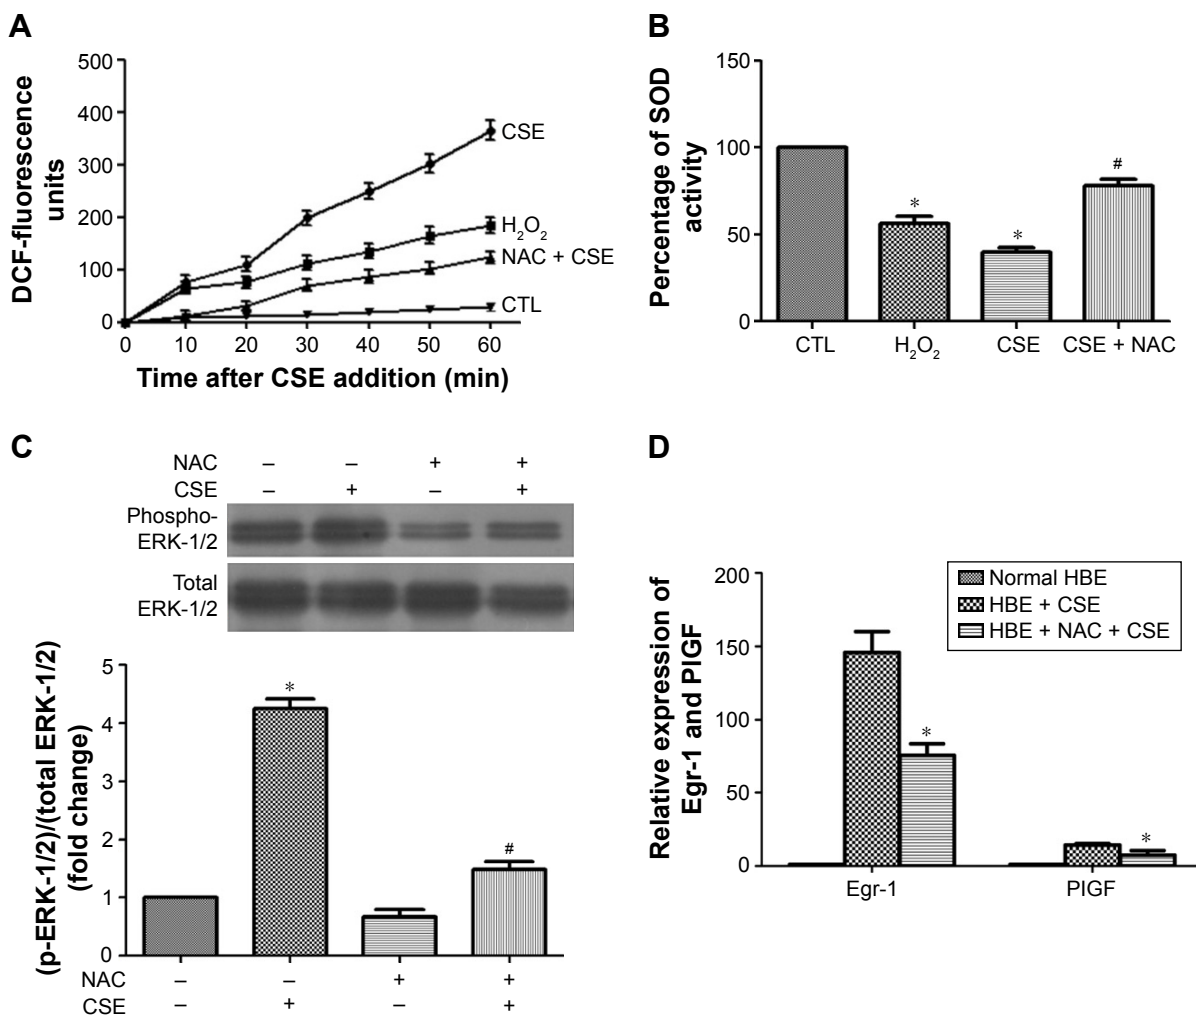 A
DCF-fluorescence
units
500
400
300
200
100
0
CSE
H₂O₂
NAC + CSE
CTL
0 10 20 30 40 50 60
Time after CSE addition (min)
B
Percentage of SOD
activity
150
100
50
0
*
*
#
CTL H₂O₂ CSE CSE + NAC
C
NAC – – + +
CSE – + – +
Phospho-
ERK-1/2
Total
ERK-1/2
(p-ERK-1/2)/(total ERK-1/2)
(fold change)
5
4
3
2
1
0
*
#
NAC – – + +
CSE – + – +
D
Relative expression of
Egr-1 and PIGF
200
150
100
50
0
Normal HBE
HBE + CSE
HBE + NAC + CSE
*
*
Egr-1 PIGF